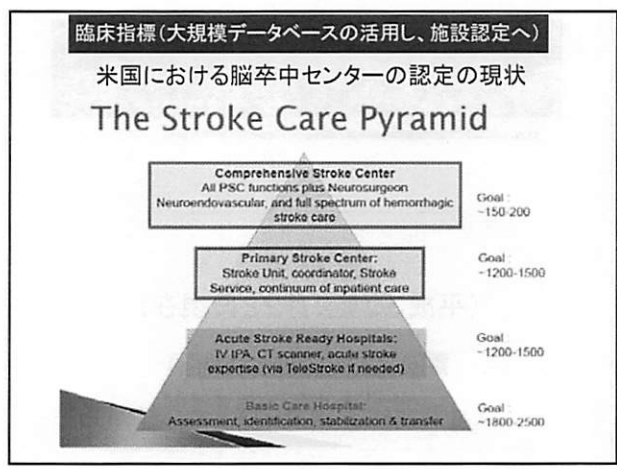 臨床指標(大規模データベースの活用し、施設認定へ)
米国における脳卒中センターの認定の現状
The Stroke Care Pyramid
Comprehensive Stroke Center
All PSC functions plus Neurosurgeon
Neuroendovascular, and full spectrum of hemorrhagic
stroke care
Goal :
~150-200
Primary Stroke Center:
Stroke Unit, coordinator, Stroke
Service, continuum of inpatient care
Goal :
~1200-1500
Acute Stroke Ready Hospitals:
IV tPA, CT scanner, acute stroke
expertise (via TeleStroke if needed)
Goal :
~1200-1500
Basic Care Hospital:
Assessment, identification, stabilization & transfer
Goal :
~1800-2500